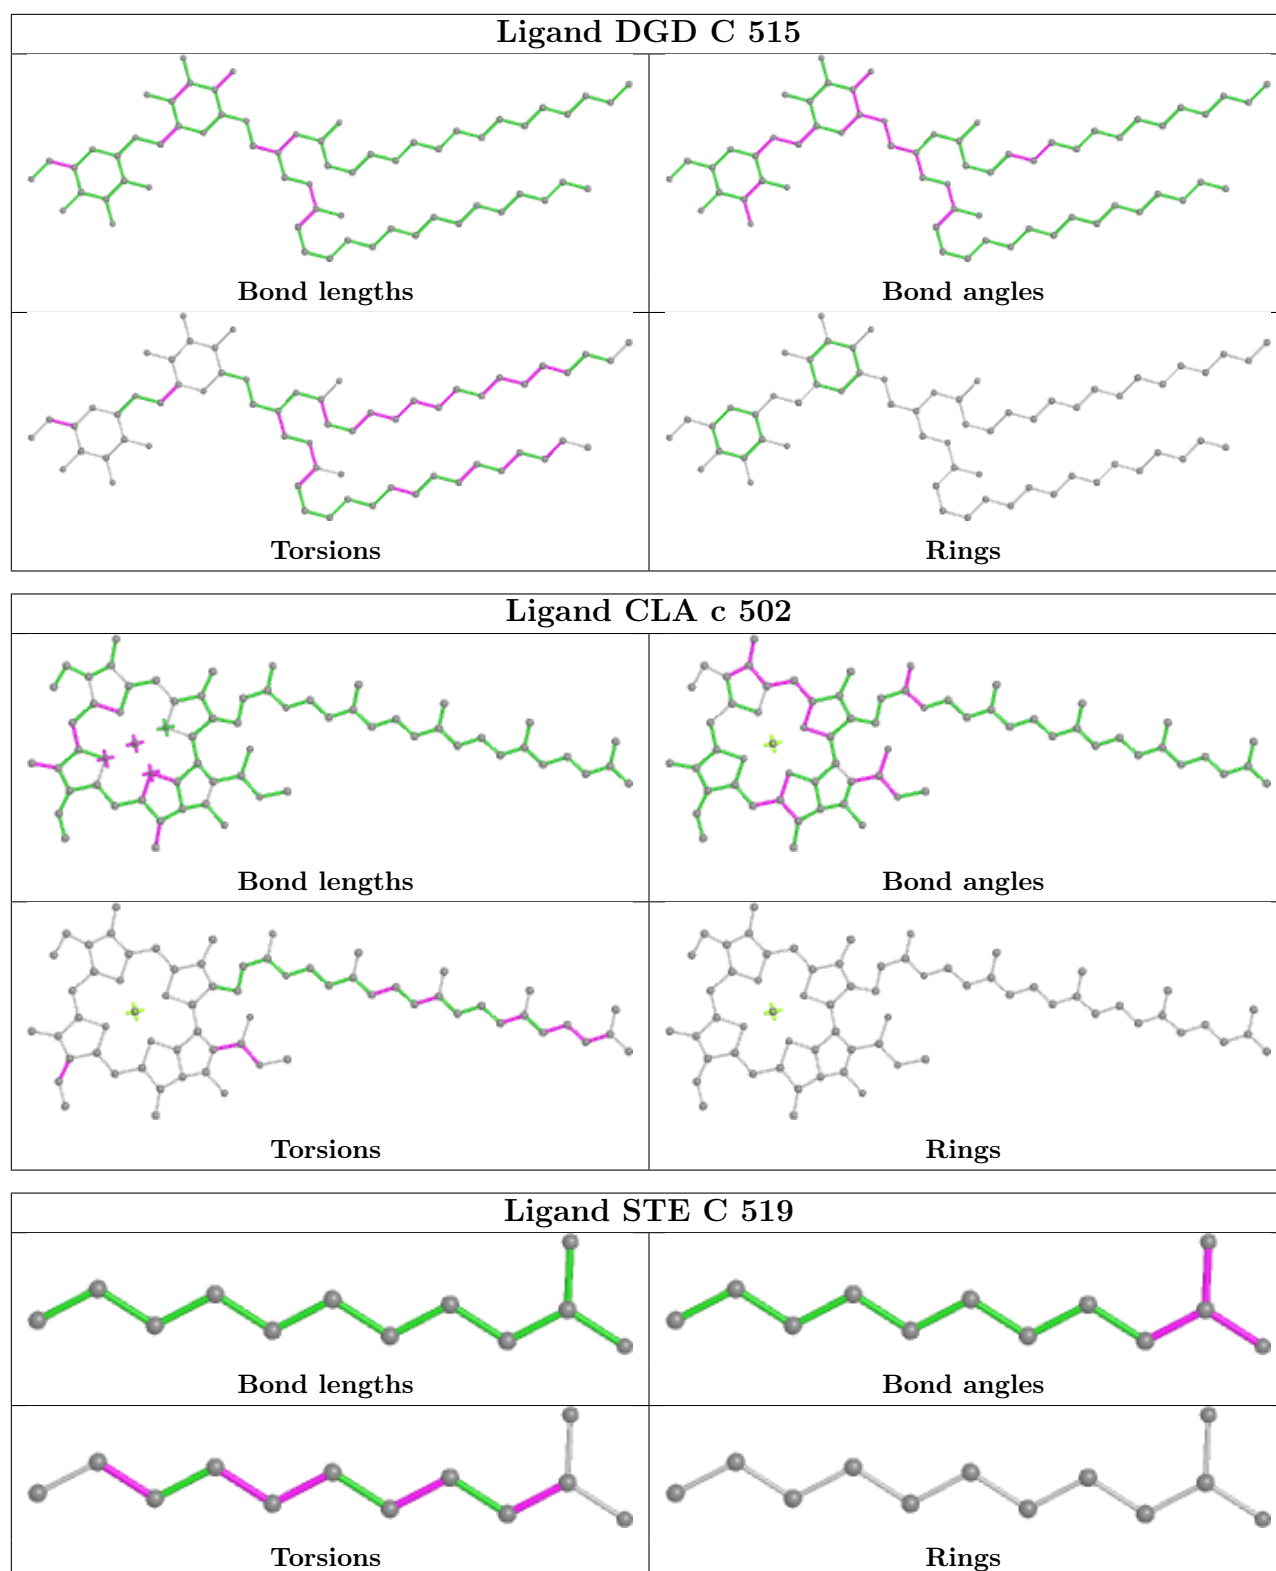 Ligand DGD C 515
Bond lengths
Bond angles
Torsions
Rings
Ligand CLA c 502
Bond lengths
Bond angles
Torsions
Rings
Ligand STE C 519
Bond lengths
Bond angles
Torsions
Rings